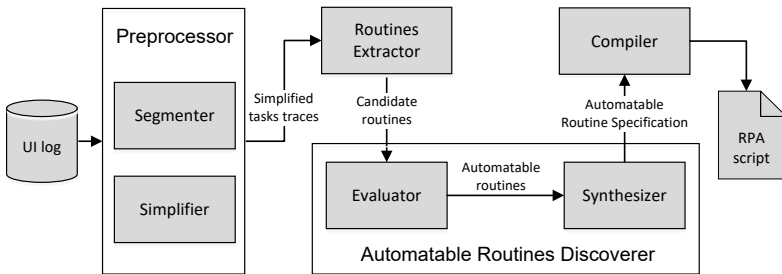 Preprocessor
Segmenter
Simplifier
UI log
Simplified
tasks traces
Routines
Extractor
Candidate
routines
Evaluator
Automatable
routines
Synthesizer
Automatable Routines Discoverer
Automatable
Routine Specification
Compiler
RPA
script